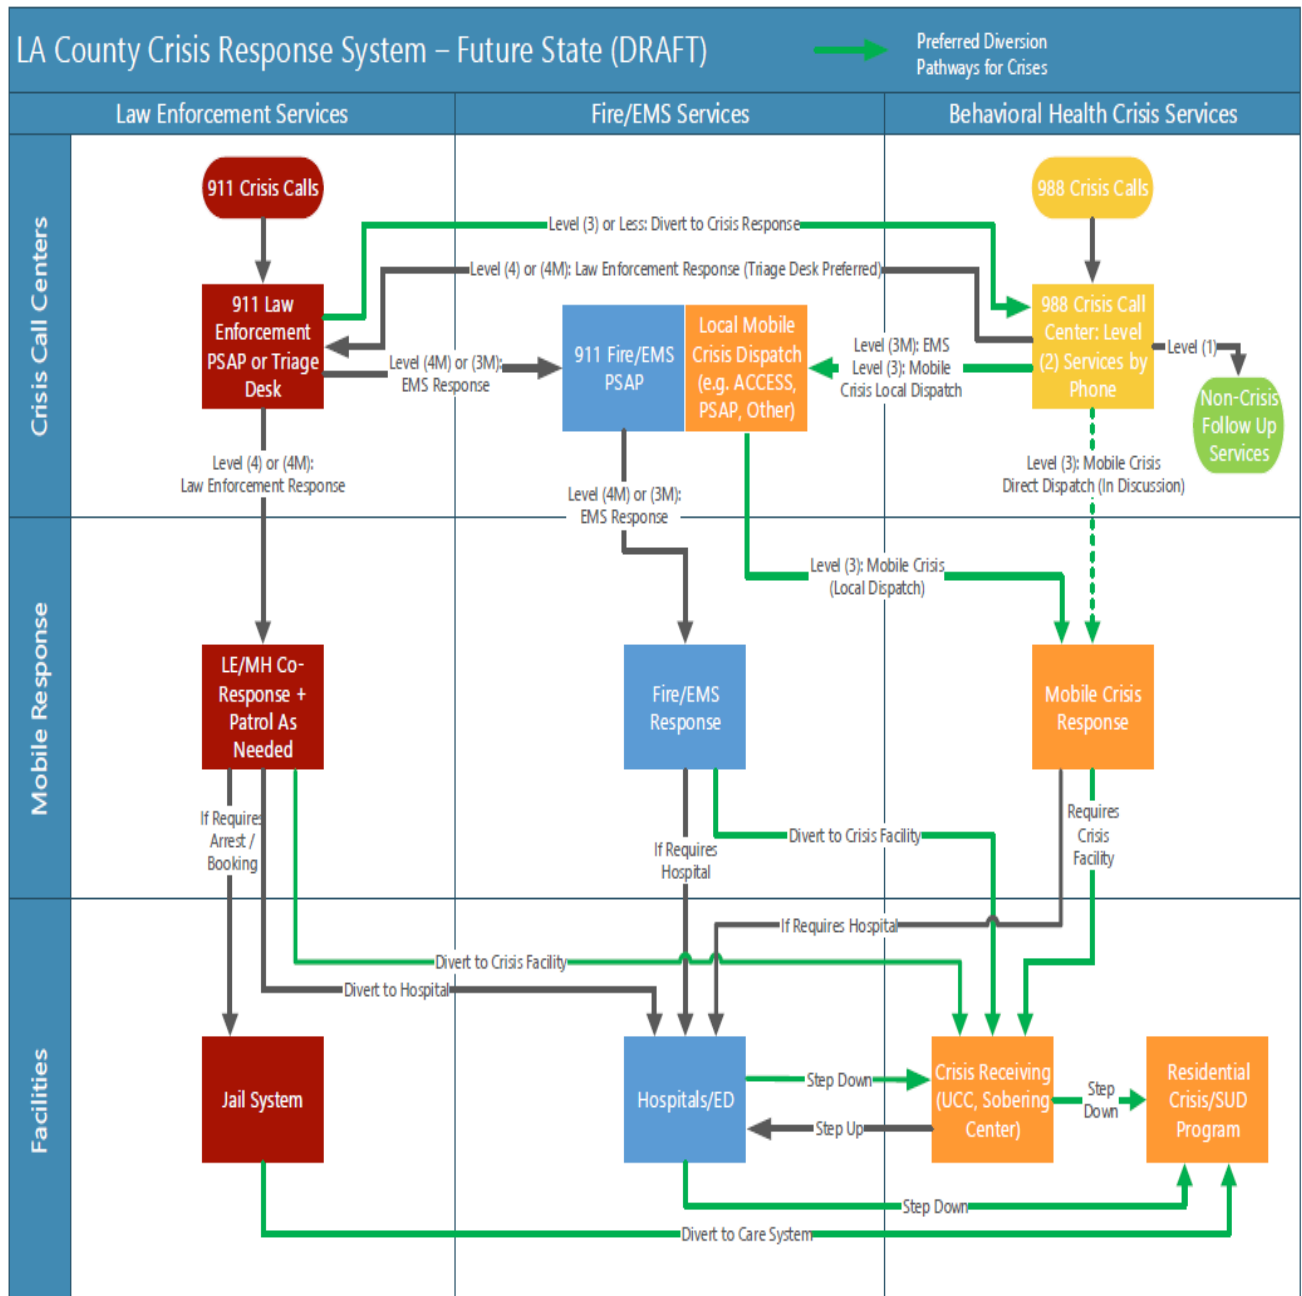 LA County Crisis Response System – Future State (DRAFT)
Preferred Diversion
Pathways for Crises
Law Enforcement Services
Fire/EMS Services
Behavioral Health Crisis Services
Crisis Call Centers
911 Crisis Calls
988 Crisis Calls
Level (3) or Less: Divert to Crisis Response
Level (4) or (4M): Law Enforcement Response (Triage Desk Preferred)
911 Law
Enforcement
PSAP or Triage
Desk
Level (4M) or (3M):
EMS Response
911 Fire/EMS
PSAP
Local Mobile
Crisis Dispatch
(e.g. ACCESS,
PSAP, Other)
Level (3M): EMS
Level (3): Mobile
Crisis Local Dispatch
988 Crisis Call
Center: Level
(2) Services by
Phone
Level (1)
Non-Crisis
Follow Up
Services
Level (4) or (4M):
Law Enforcement Response
Level (4M) or (3M):
EMS Response
Level (3): Mobile Crisis
Direct Dispatch (In Discussion)
Mobile Response
Level (3): Mobile Crisis
(Local Dispatch)
LE/MH Co-
Response +
Patrol As
Needed
Fire/EMS
Response
Mobile Crisis
Response
If Requires
Arrest /
Booking
If Requires
Hospital
Divert to Crisis Facility
Requires
Crisis
Facility
Facilities
If Requires Hospital
Divert to Crisis Facility
Divert to Hospital
Jail System
Hospitals/ED
Step Down
Step Up
Crisis Receiving
(UCC, Sobering
Center)
Step
Down
Residential
Crisis/SUD
Program
Step Down
Divert to Care System